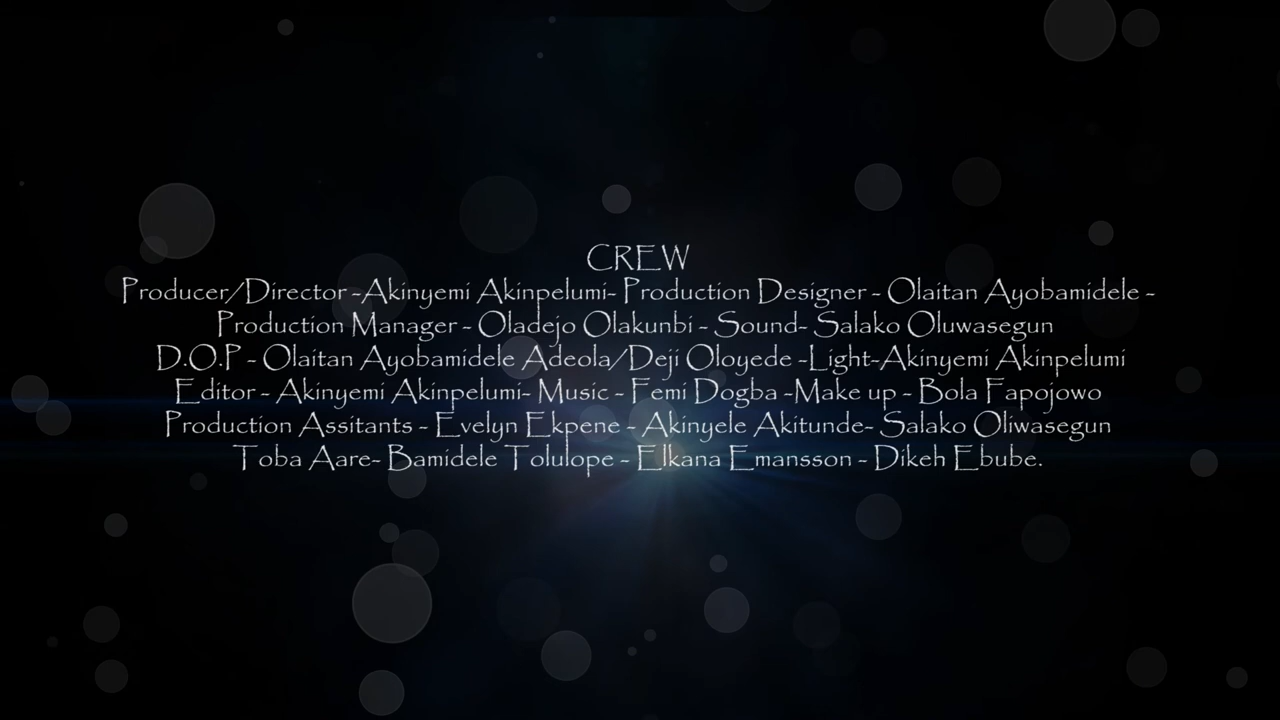 CREW
Producer/Director -Akinyemi Akinpelumi- Production Designer - Olaitan Ayobamidele -
Production Manager - Oladejo Olakunbi - Sound- Salako Oluwasegun
D.O.P - Olaitan Ayobamidele Adeola/Deji Oloyede -Light-Akinyemi Akinpelumi
Editor - Akinyemi Akinpelumi- Music - Femi Dogba -Make up - Bola Fapojowo
Production Assitants - Evelyn Ekpene - Akinyele Akitunde- Salako Oliwasegun
Toba Aare- Bamidele Tolulope - Elkana Emansson - Dikeh Ebube.